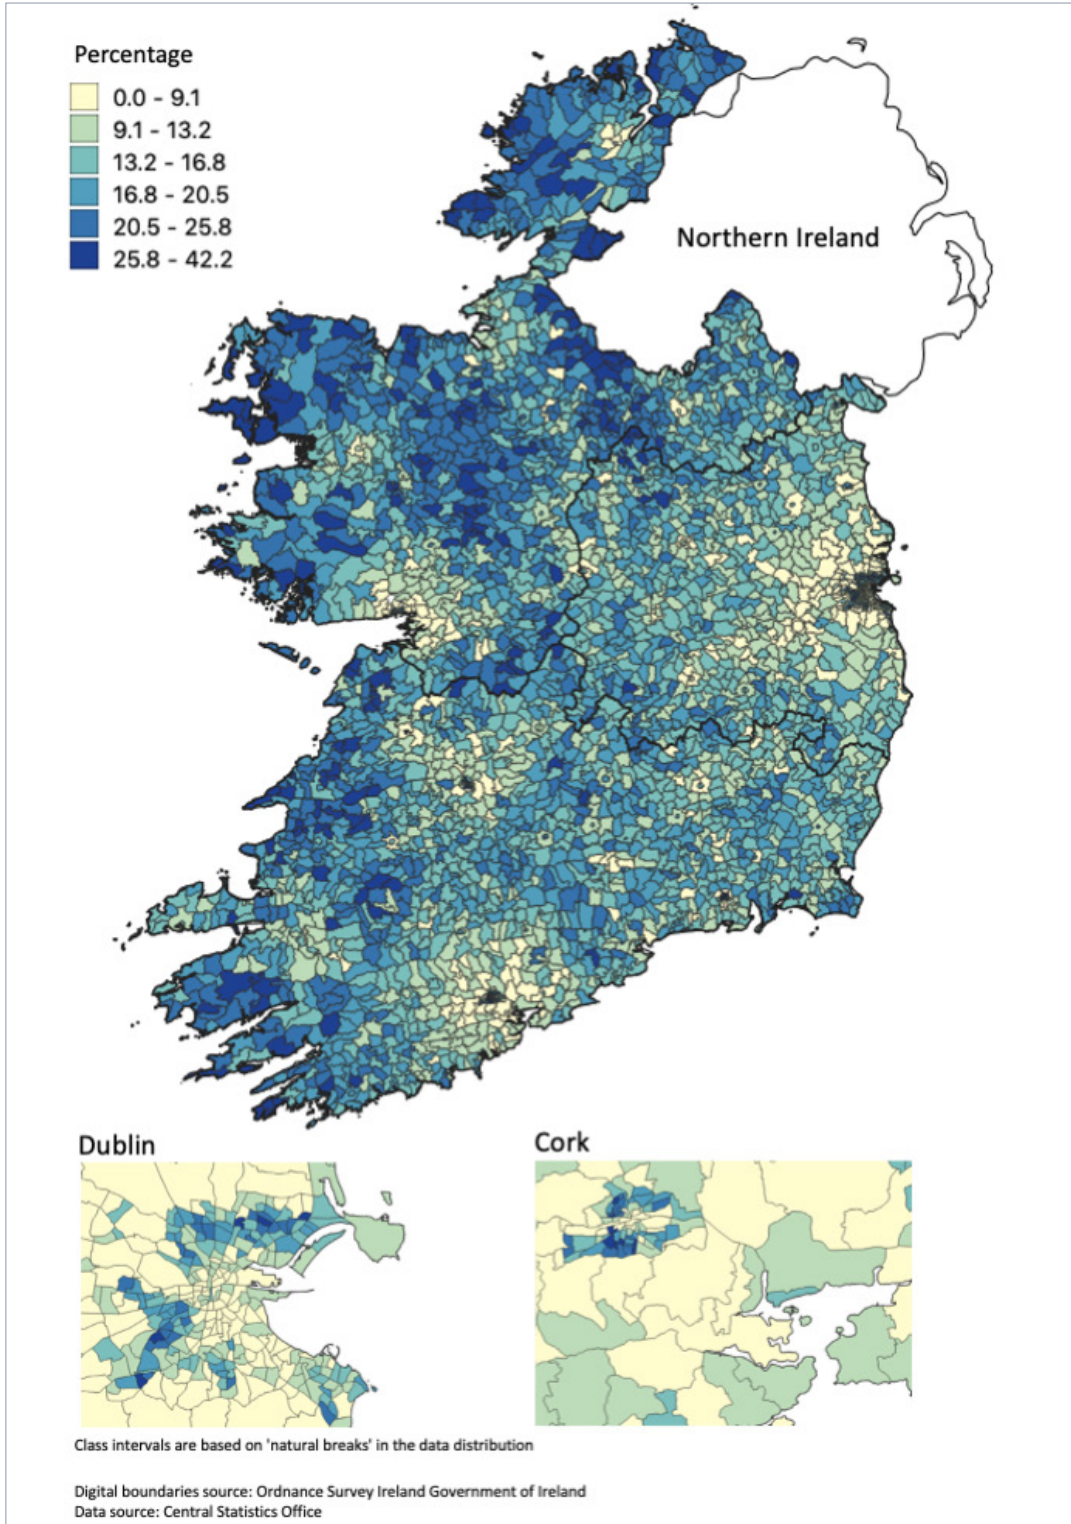 Percentage
0.0 - 9.1
9.1 - 13.2
13.2 - 16.8
16.8 - 20.5
20.5 - 25.8
25.8 - 42.2
Northern Ireland
Dublin
Cork
Class intervals are based on 'natural breaks' in the data distribution
Digital boundaries source: Ordnance Survey Ireland Government of Ireland
Data source: Central Statistics Office